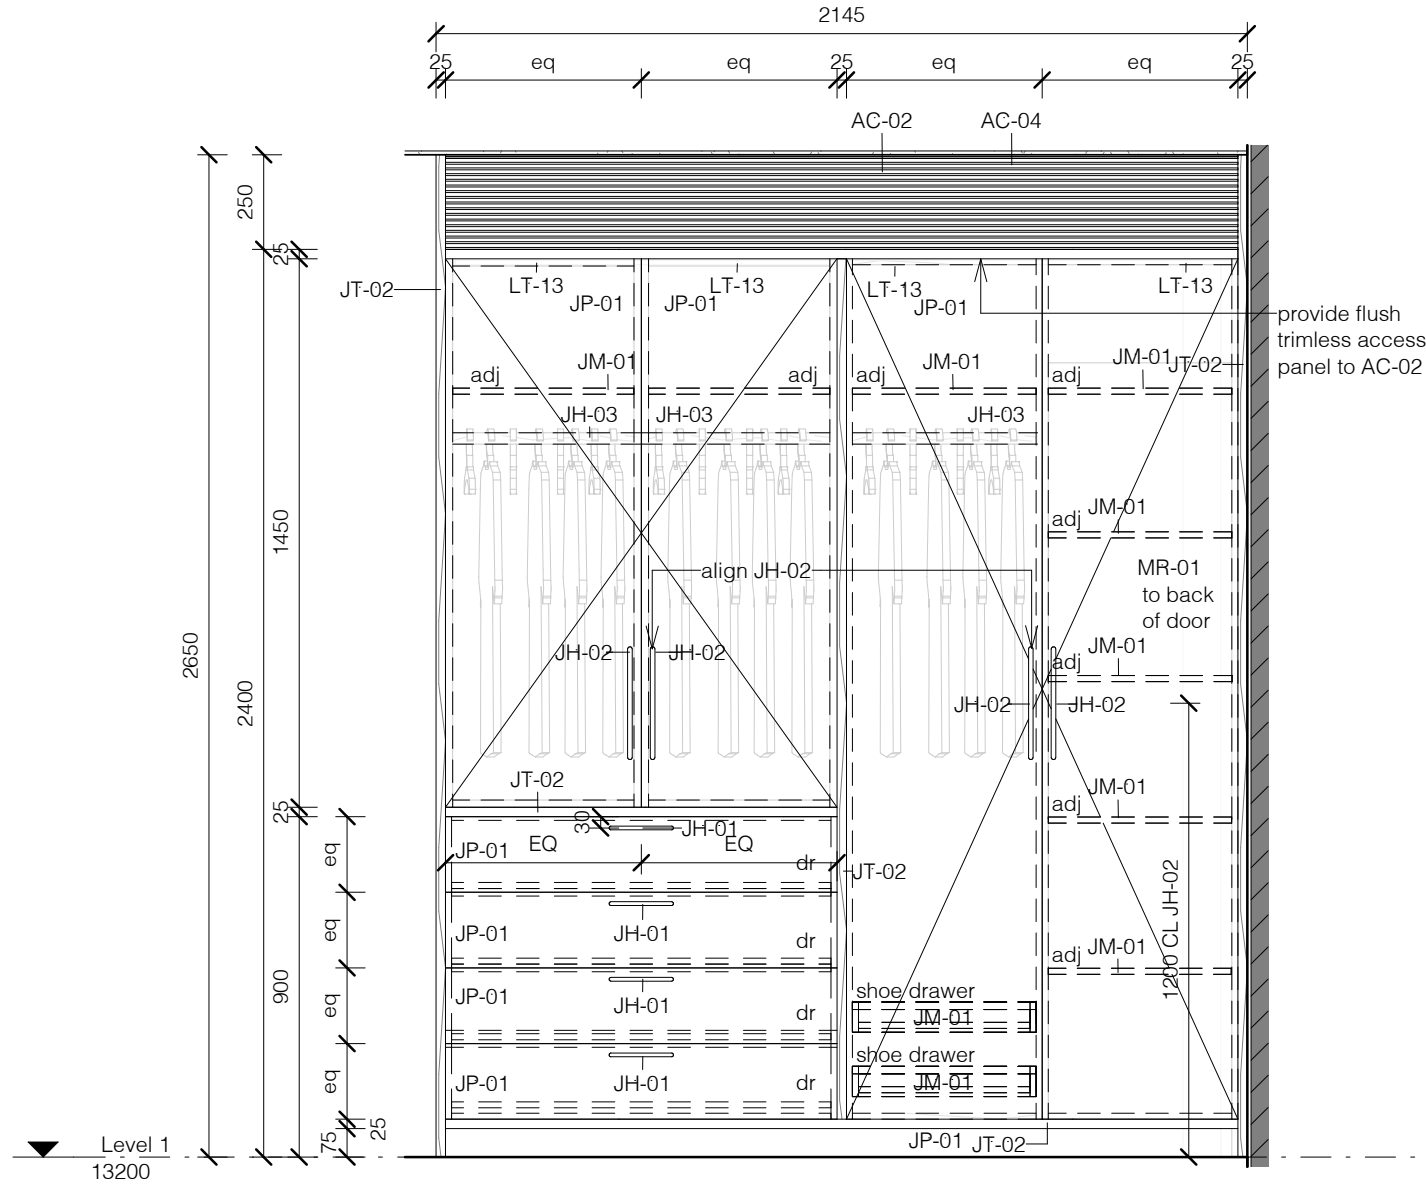 2145
25 eq eq 25 eq eq 25
AC-02 AC-04
250
25
JT-02
LT-13 LT-13 LT-13 LT-13
JP-01 JP-01 JP-01
provide flush
trimless access
panel to AC-02
JM-01 JM-01 JM-01 JT-02
adj adj adj adj
JH-03 JH-03 JH-03
JM-01
adj
1450
MR-01
to back
of door
align JH-02
2650
2400
JM-01
adj
JH-02 JH-02
JH-02 JH-02
JT-02
JM-01
adj
25
30
JH-01
EQ EQ
eq
JP-01
dr
JT-02
1200 CL JH-02
eq
JP-01
JH-01
dr
JM-01
adj
900
shoe drawer
JM-01
eq
JP-01
JH-01
dr
shoe drawer
JM-01
eq
JP-01
JH-01
dr
75
25
JP-01 JT-02
Level 1
13200